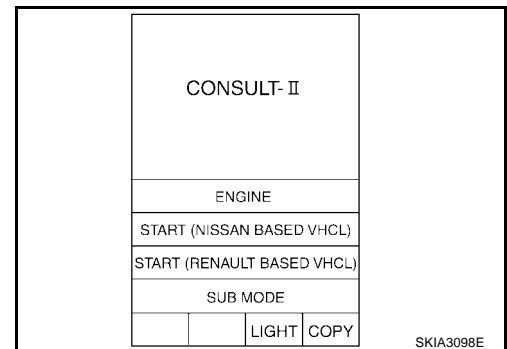 CONSULT-II
ENGINE
START (NISSAN BASED VHCL)
START (RENAULT BASED VHCL)
SUB MODE
LIGHT COPY
SKIA3098E